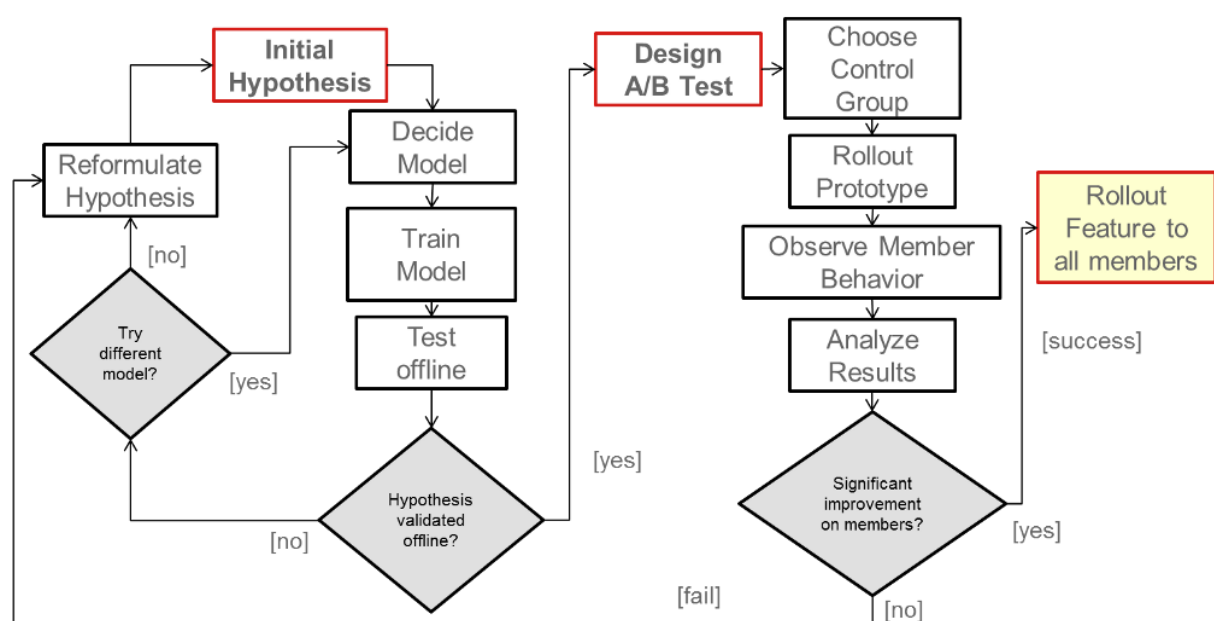 Initial
Hypothesis
Decide
Model
Train
Model
Test
offline
Hypothesis
validated
offline?
[no]
[yes]
Try
different
model?
[yes]
[no]
Reformulate
Hypothesis
Design
A/B Test
Choose
Control
Group
Rollout
Prototype
Observe Member
Behavior
Analyze
Results
Significant
improvement
on members?
[yes]
[success]
[no]
[fail]
Rollout
Feature to
all members